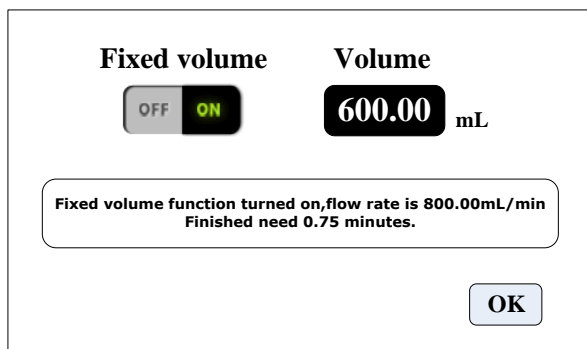 Fixed volume
Volume
OFF ON
600.00 mL
Fixed volume function turned on,flow rate is 800.00mL/min
Finished need 0.75 minutes.
OK